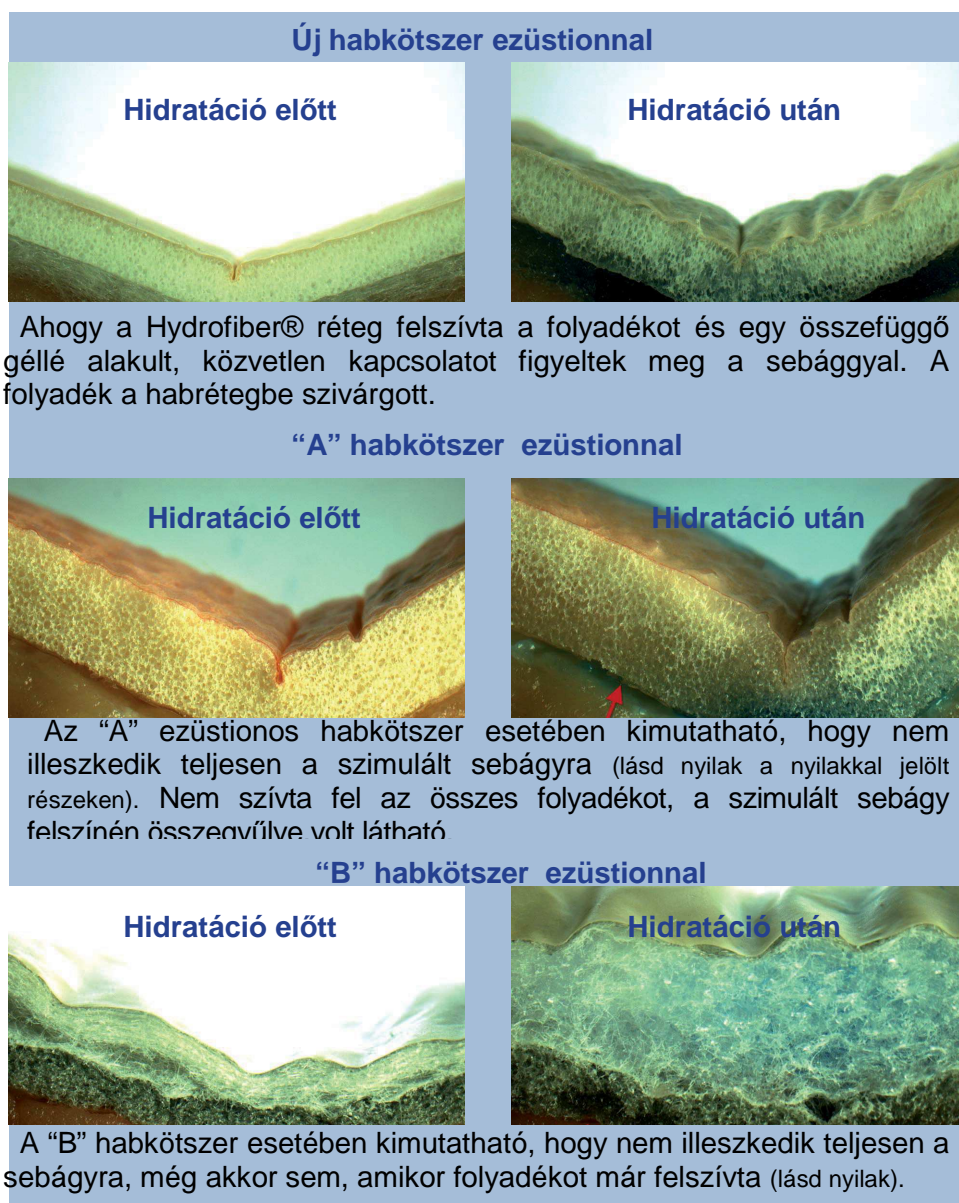 Új habkötszer ezüstionnal
Hidratáció előtt
Hidratáció után
Ahogy a Hydrofiber® réteg felszívta a folyadékot és egy összefüggő
géllé alakult, közvetlen kapcsolatot figyeltek meg a sebággyal. A
folyadék a habrétegbe szivárgott.
“A” habkötszer ezüstionnal
Hidratáció előtt
Hidratáció után
Az “A” ezüstionos habkötszer esetében kimutatható, hogy nem
illeszkedik teljesen a szimulált sebágyra (lásd nyilak a nyilakkal jelölt
részeken). Nem szívta fel az összes folyadékot, a szimulált sebágy
felszínén összegyűlve volt látható.
“B” habkötszer ezüstionnal
Hidratáció előtt
Hidratáció után
A “B” habkötszer esetében kimutatható, hogy nem illeszkedik teljesen a
sebágyra, még akkor sem, amikor folyadékot már felszívta (lásd nyilak).